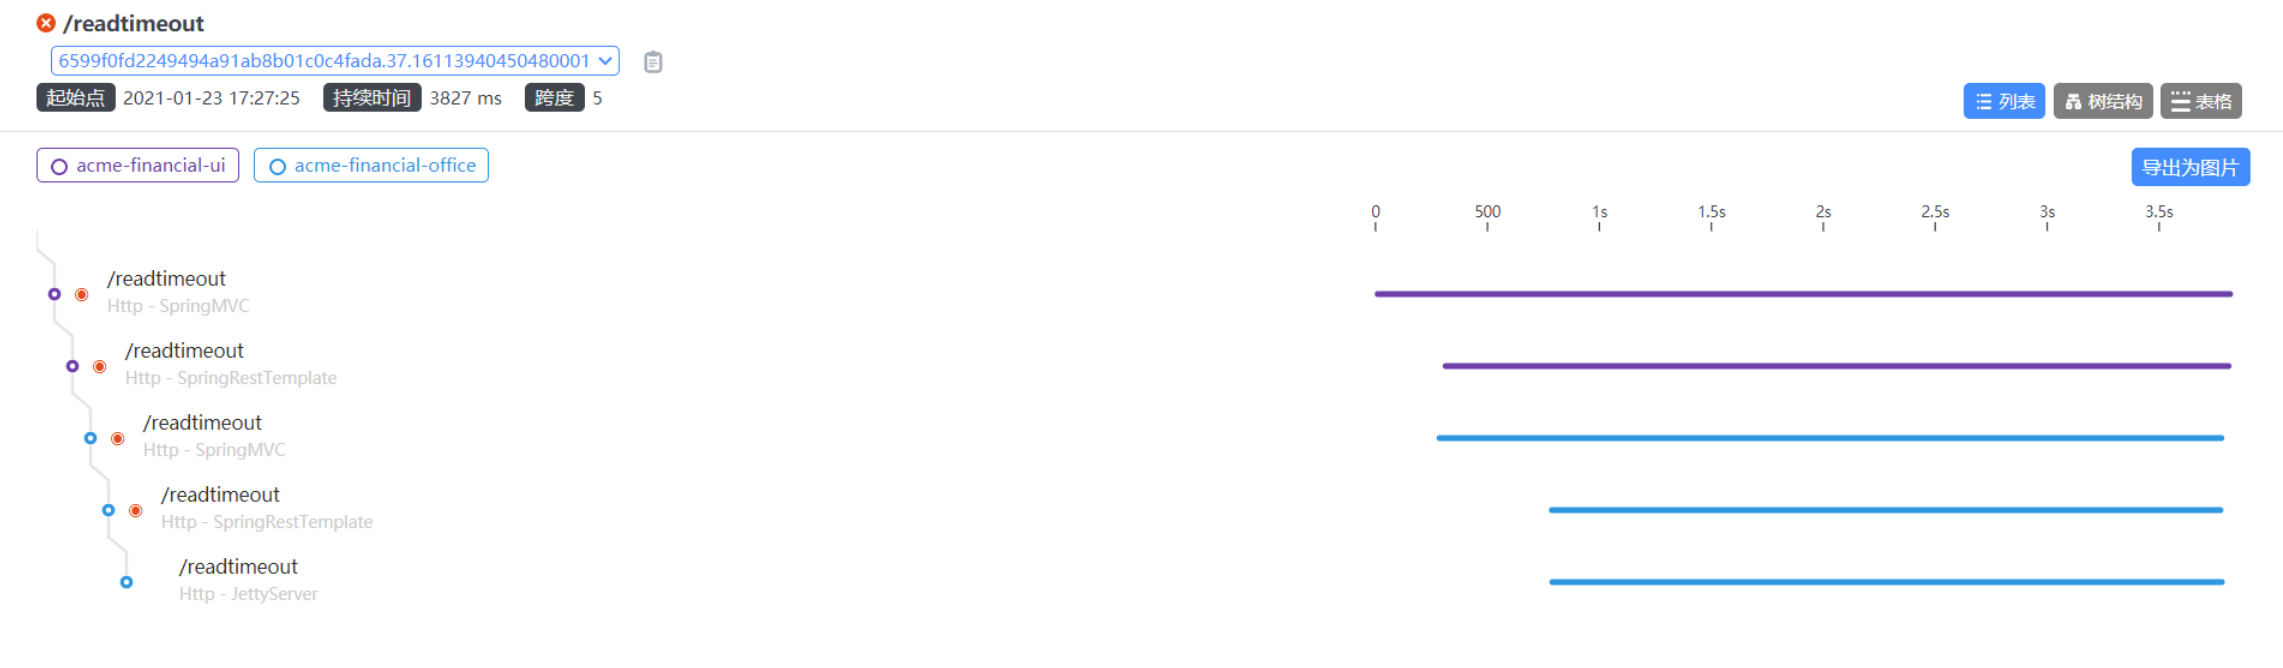 /readtimeout
6599f0fd2249494a91ab8b01c0c4fada.37.16113940450480001
起始点 2021-01-23 17:27:25 持续时间 3827 ms 跨度 5
列表 树结构 表格
acme-financial-ui acme-financial-office
导出为图片
0 500 1s 1.5s 2s 2.5s 3s 3.5s
/readtimeout
Http - SpringMVC
/readtimeout
Http - SpringRestTemplate
/readtimeout
Http - SpringMVC
/readtimeout
Http - SpringRestTemplate
/readtimeout
Http - JettyServer